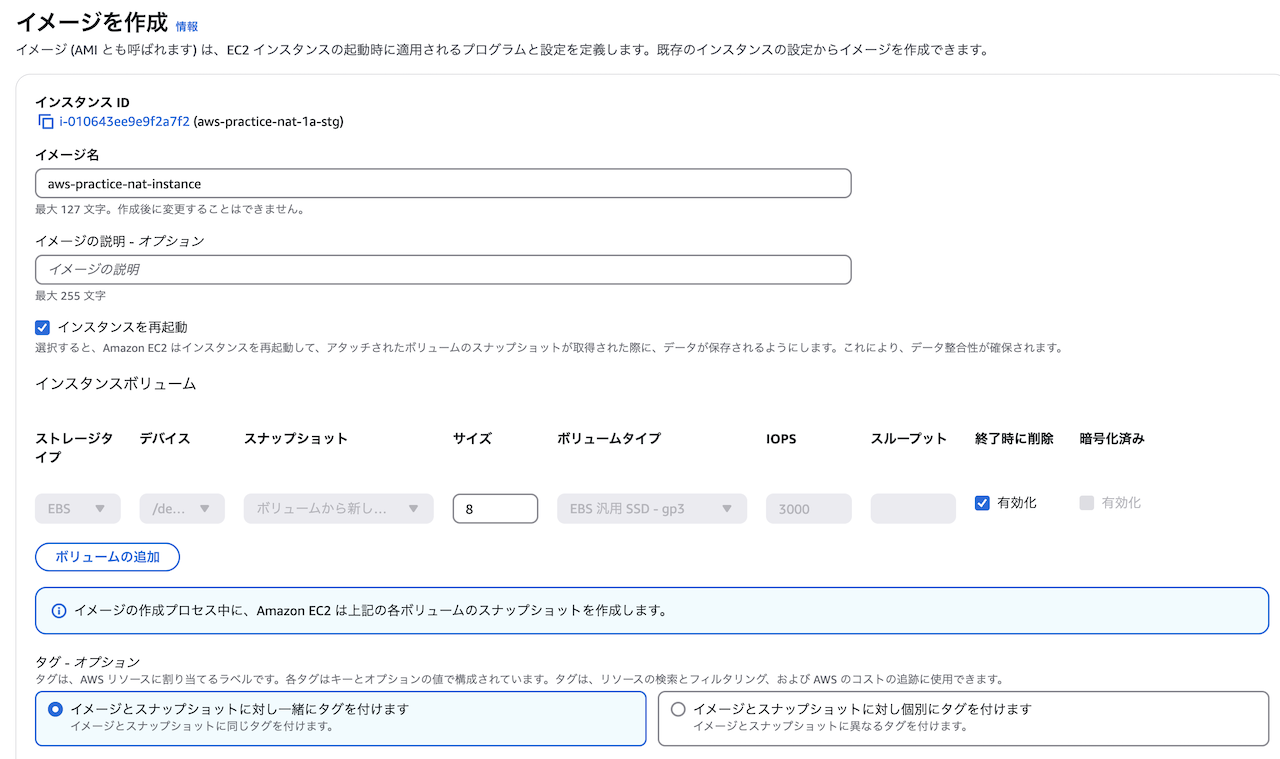 イメージを作成 情報
イメージ (AMI とも呼ばれます) は、EC2 インスタンスの起動時に適用されるプログラムと設定を定義します。既存のインスタンスの設定からイメージを作成できます。
インスタンス ID
i-010643ee9e9f2a7f2 (aws-practice-nat-1a-stg)
イメージ名
aws-practice-nat-instance
最大 127 文字。作成後に変更することはできません。
イメージの説明 - オプション
イメージの説明
最大 255 文字
インスタンスを再起動
選択すると、Amazon EC2 はインスタンスを再起動して、アタッチされたボリュームのスナップショットが取得された際に、データが保存されるようにします。これにより、データ整合性が確保されます。
インスタンスボリューム
ストレージタイプ デバイス スナップショット サイズ ボリュームタイプ IOPS スループット 終了時に削除 暗号化済み
EBS /de... ボリュームから新し... 8 EBS 汎用 SSD - gp3 3000 有効化 有効化
ボリュームの追加
イメージの作成プロセス中に、Amazon EC2 は上記の各ボリュームのスナップショットを作成します。
タグ - オプション
タグは、AWS リソースに割り当てるラベルです。各タグはキーとオプションの値で構成されています。タグは、リソースの検索とフィルタリング、および AWS のコストの追跡に使用できます。
イメージとスナップショットに対し一緒にタグを付けます
イメージとスナップショットに同じタグを付けます。
イメージとスナップショットに対し個別にタグを付けます
イメージとスナップショットに異なるタグを付けます。